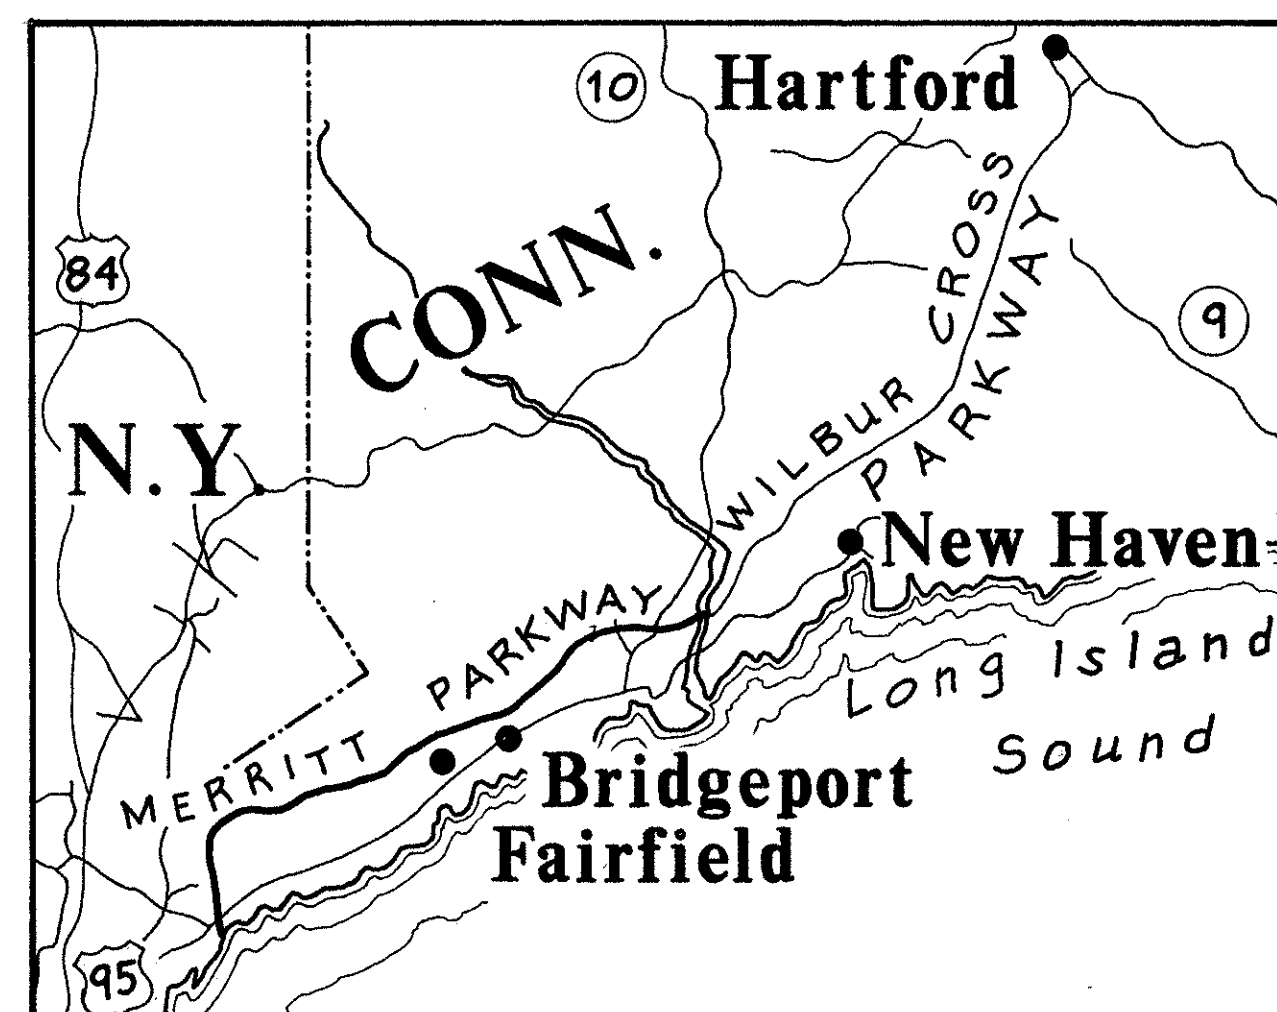 10
Hartford
84
CONN.
9
N.Y.
WILBUR CROSS
PARKWAY
New Haven
MERRITT PARKWAY
Long Island
Sound
Bridgeport
Fairfield
95